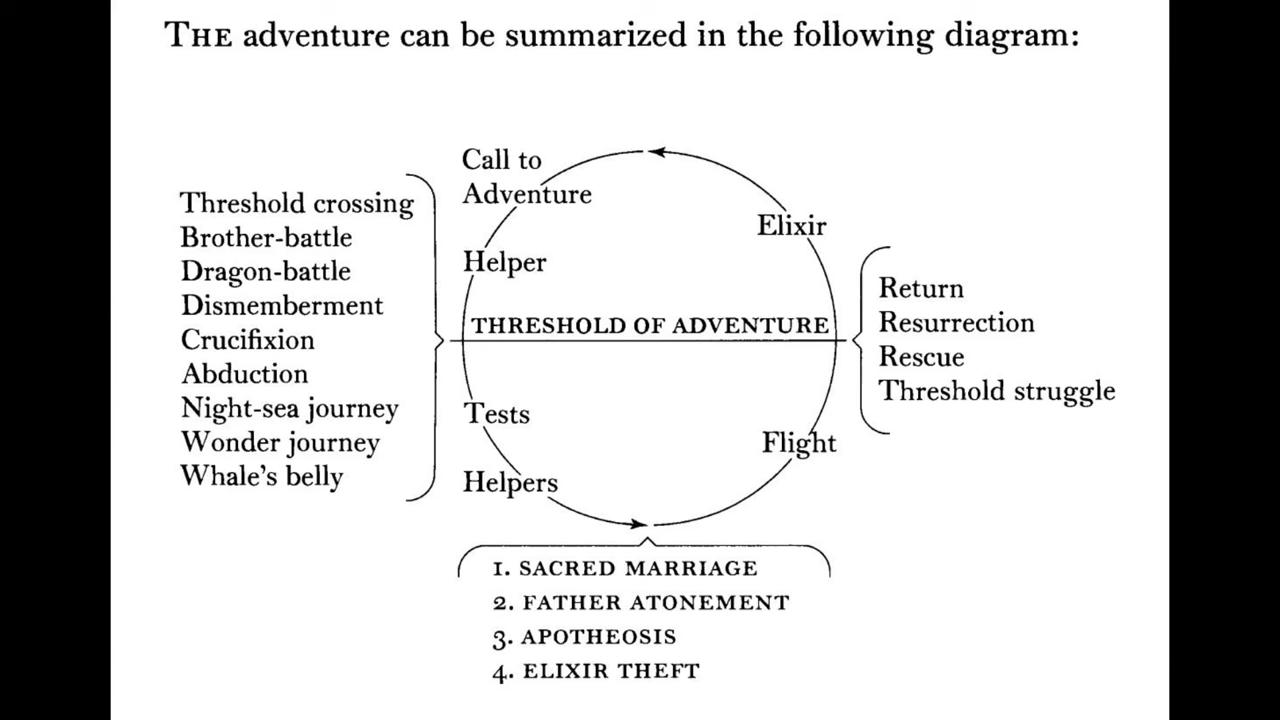 THE adventure can be summarized in the following diagram:
Call to
Adventure
Helper
Threshold crossing
Brother-battle
Dragon-battle
Dismemberment
Crucifixion
Abduction
Night-sea journey
Wonder journey
Whale's belly
THRESHOLD OF ADVENTURE
Tests
Helpers
Elixir
Return
Resurrection
Rescue
Threshold struggle
Flight
1. SACRED MARRIAGE
2. FATHER ATONEMENT
3. APOTHEOSIS
4. ELIXIR THEFT